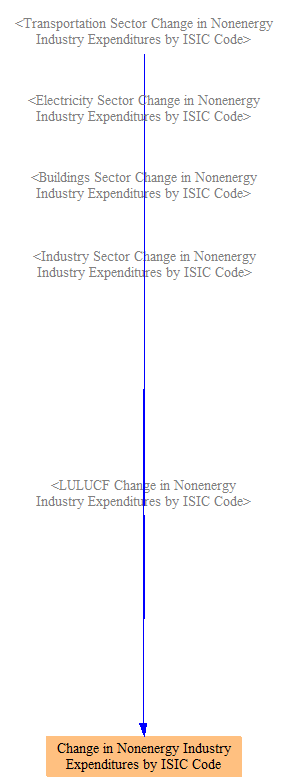 <Transportation Sector Change in Nonenergy
Industry Expenditures by ISIC Code>
<Electricity Sector Change in Nonenergy
Industry Expenditures by ISIC Code>
<Buildings Sector Change in Nonenergy
Industry Expenditures by ISIC Code>
<Industry Sector Change in Nonenergy
Industry Expenditures by ISIC Code>
<LULUCF Change in Nonenergy
Industry Expenditures by ISIC Code>
Change in Nonenergy Industry
Expenditures by ISIC Code